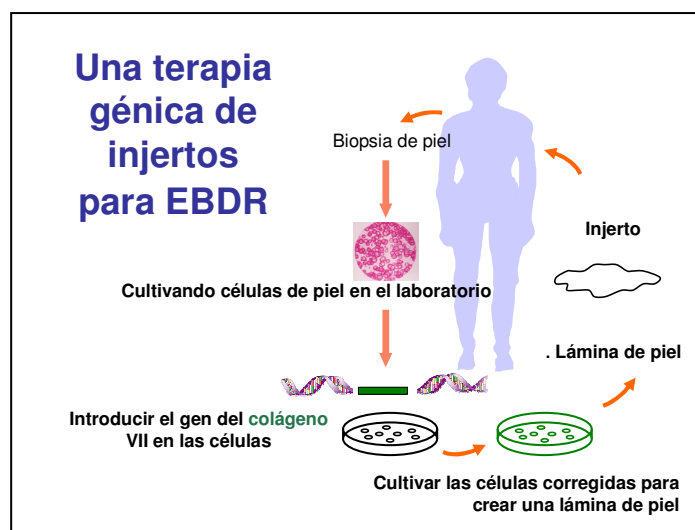 Una terapia
génica de
injertos
para EBDR
Biopsia de piel
Cultivando células de piel en el laboratorio
Introducir el gen del colágeno
VII en las células
Cultivar las células corregidas para
crear una lámina de piel
. Lámina de piel
Injerto